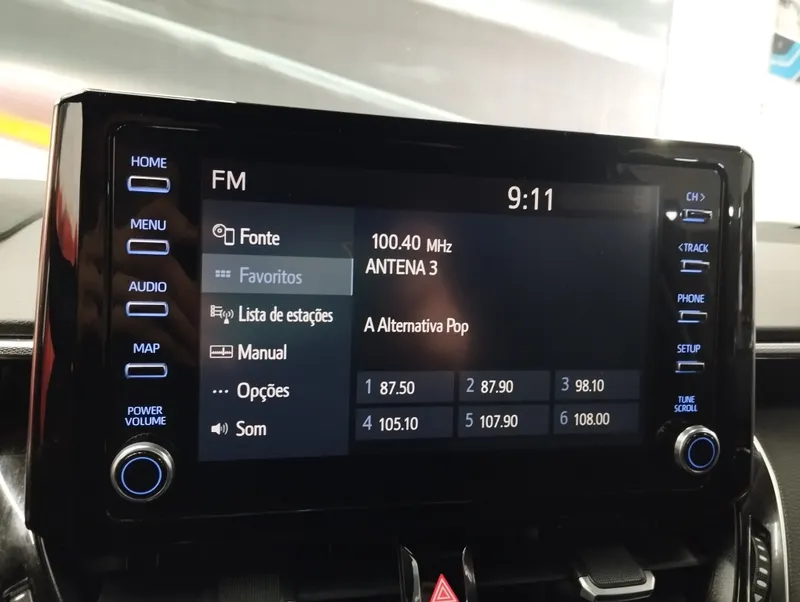 HOME
MENU
AUDIO
MAP
POWER
VOLUME
FM
9:11
Fonte
Favoritos
Lista de estações
Manual
Opções
Som
100.40 MHz
ANTENA 3
A Alternativa Pop
1 87.50
2 87.90
3 98.10
4 105.10
5 107.90
6 108.00
CH >
< TRACK
PHONE
SETUP
TUNE
SCROLL